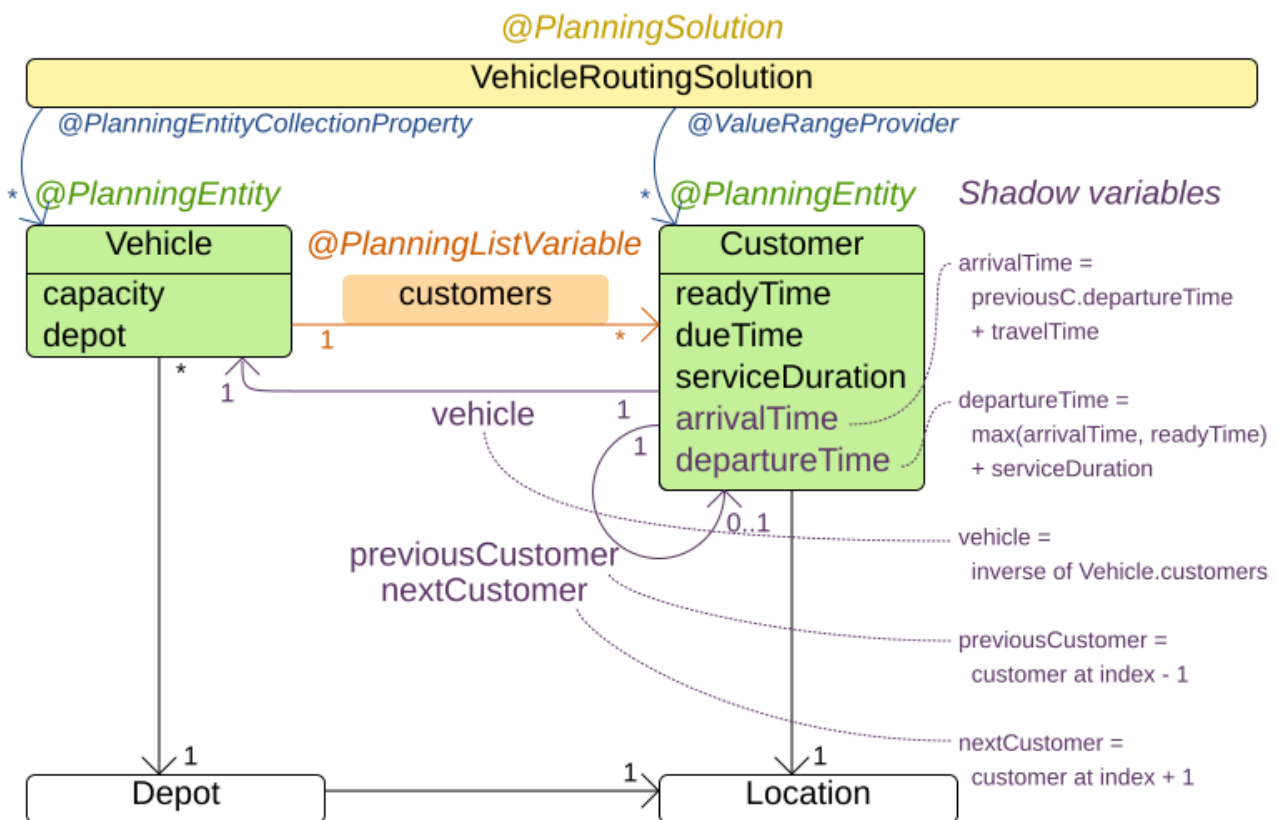 @PlanningSolution
VehicleRoutingSolution
@PlanningEntityCollectionProperty
@ValueRangeProvider
* @PlanningEntity
* @PlanningEntity
Shadow variables
Vehicle
@PlanningListVariable
Customer
capacity
depot
customers
1
*
readyTime
dueTime
serviceDuration
arrivalTime
departureTime
arrivalTime =
previousC.departureTime
+ travelTime
departureTime =
max(arrivalTime, readyTime)
+ serviceDuration
*
1
vehicle
1
1
0..1
previousCustomer
nextCustomer
vehicle =
inverse of Vehicle.customers
previousCustomer =
customer at index - 1
nextCustomer =
customer at index + 1
1
Depot
1
1
Location